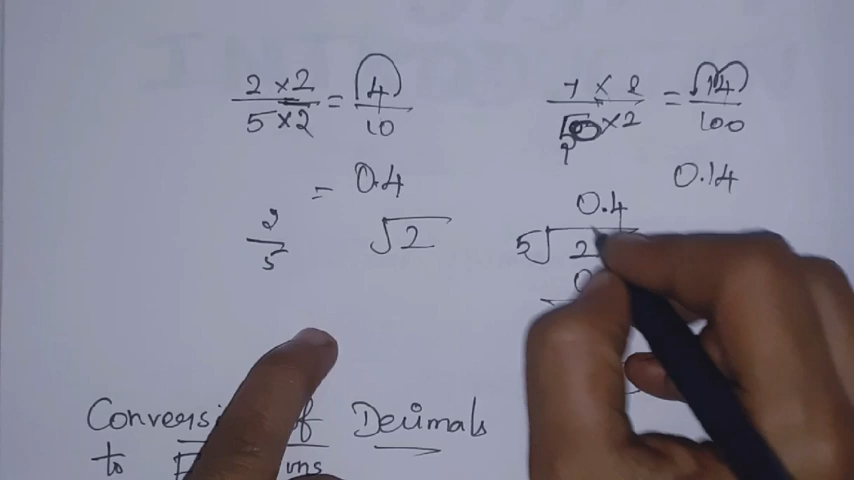 2 × 2 / 5 × 2 = 4 / 10
= 0.4
2 / 5
√2
7 × 2 / 50 × 2 = 14 / 100
0.14
0.4
5√2
0
Conversi of Decimals
to